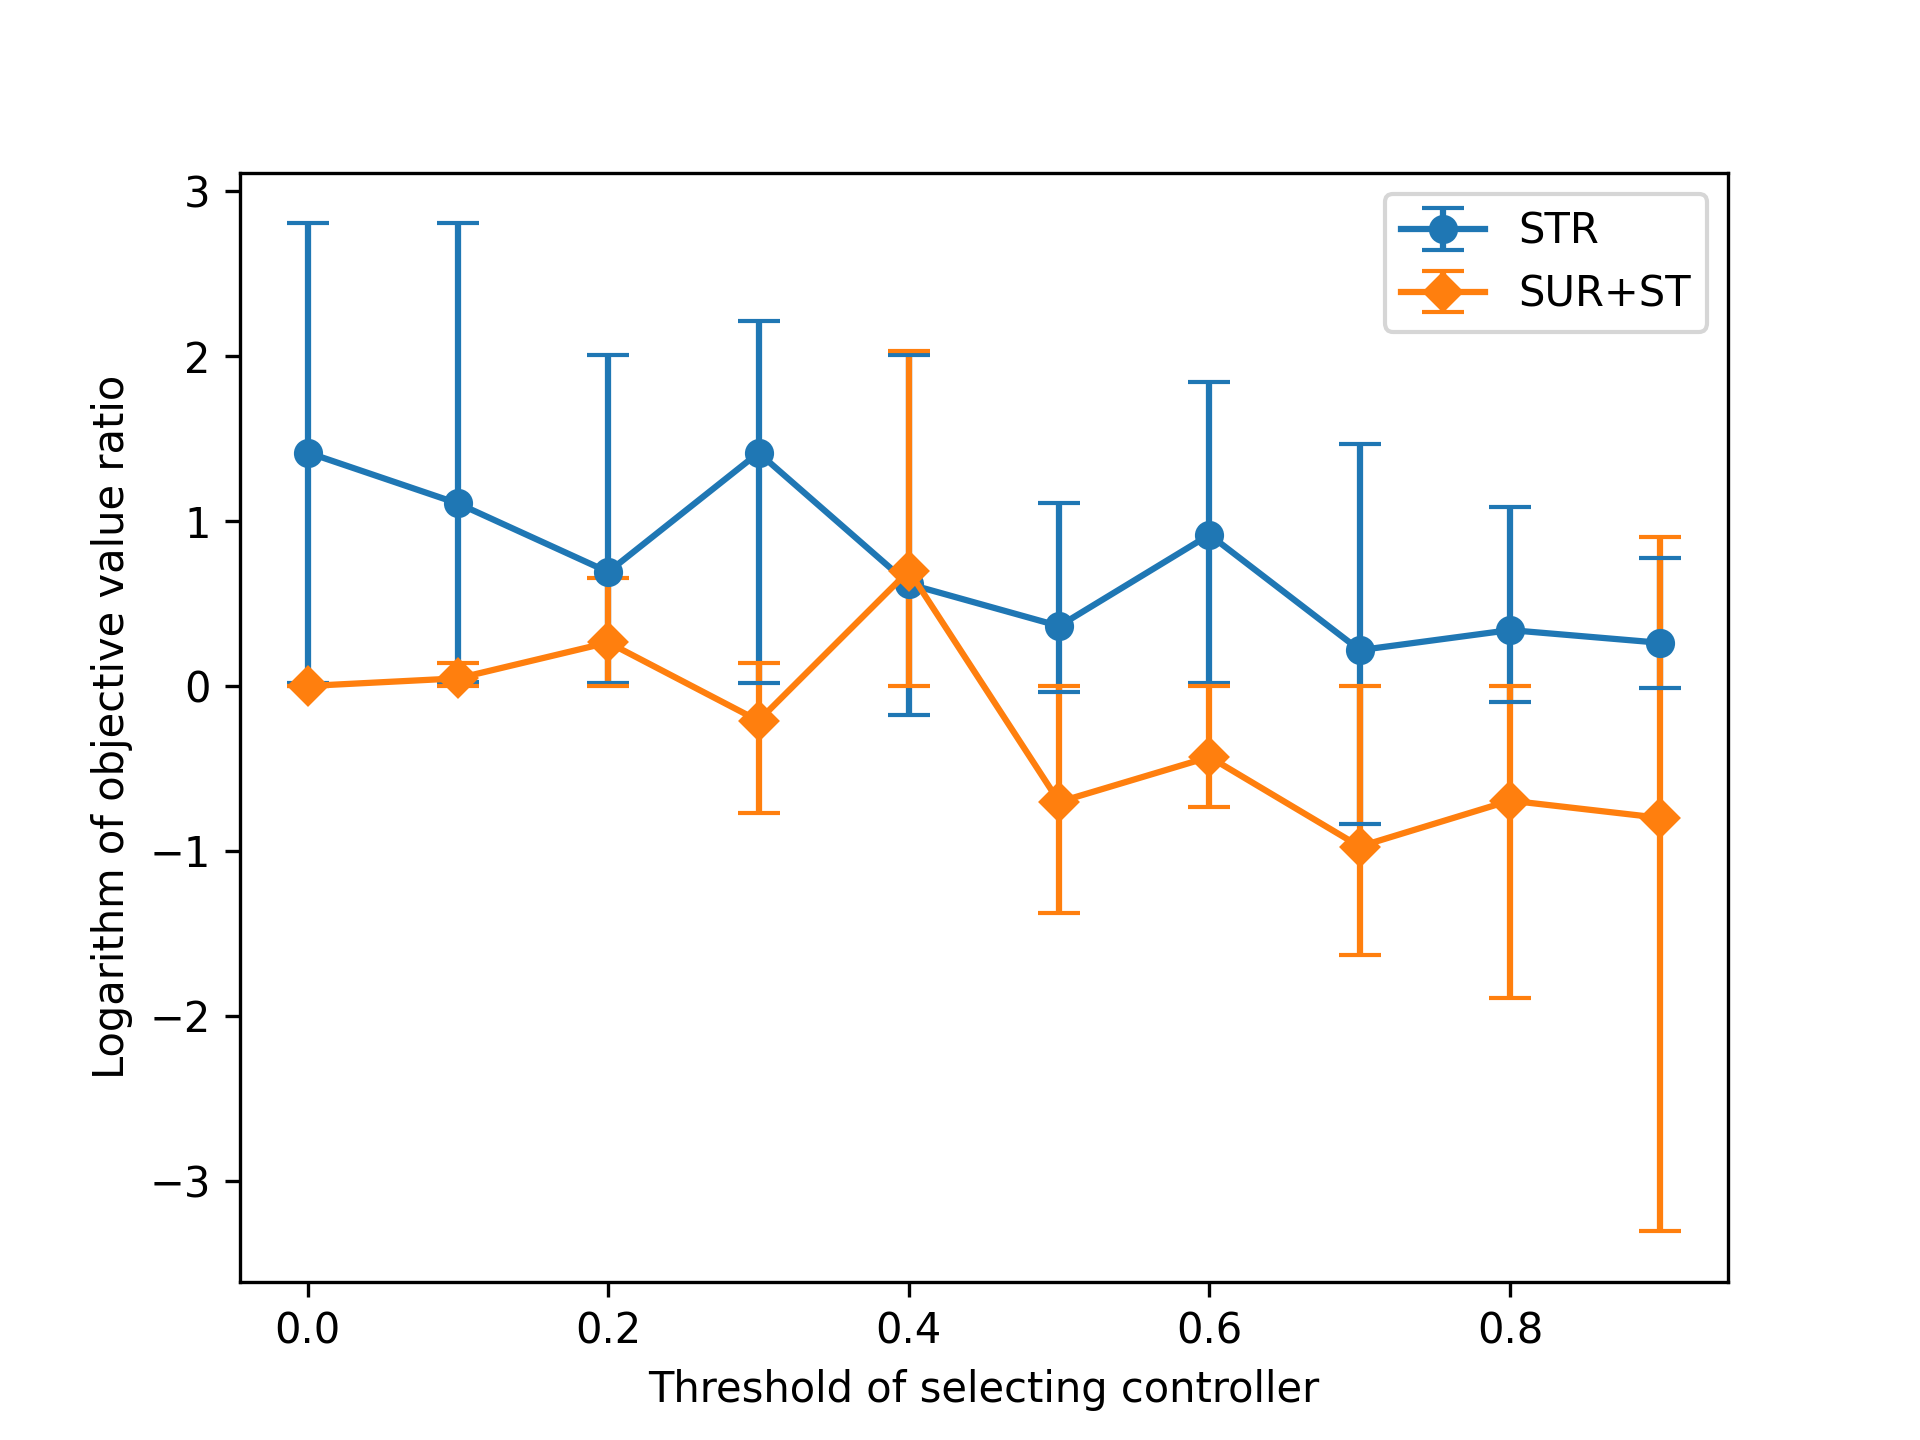 3
2
1
0
−1
−2
−3
Logarithm of objective value ratio
STR
SUR+ST
0.0 0.2 0.4 0.6 0.8
Threshold of selecting controller